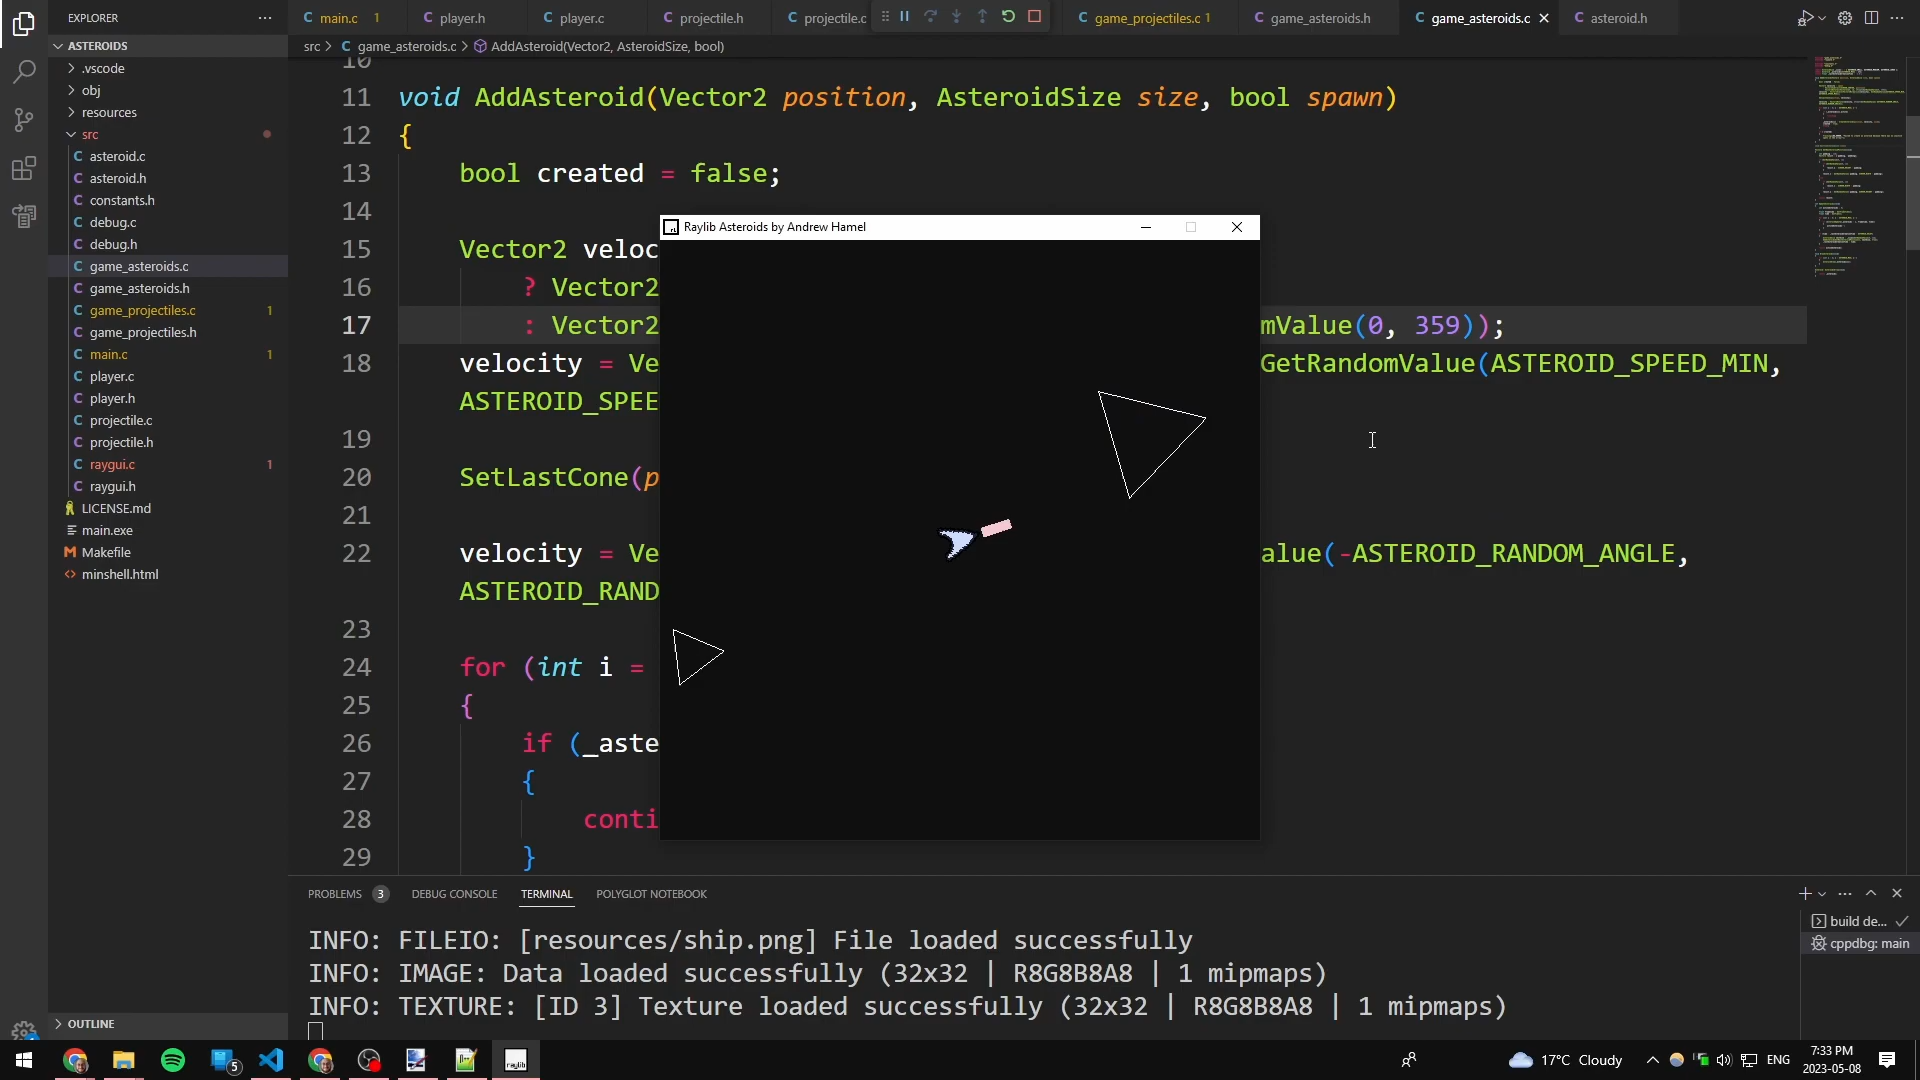 EXPLORER
ASTEROIDS
.vscode
obj
resources
src
asteroid.c
asteroid.h
constants.h
debug.c
debug.h
game_asteroids.c
game_asteroids.h
game_projectiles.c 1
game_projectiles.h
main.c 1
player.c
player.h
projectile.c
projectile.h
raygui.c 1
raygui.h
LICENSE.md
main.exe
Makefile
minshell.html
OUTLINE
main.c 1
player.h
player.c
projectile.h
projectile.c
game_projectiles.c 1
game_asteroids.h
game_asteroids.c
asteroid.h
src > game_asteroids.c > AddAsteroid(Vector2, AsteroidSize, bool)
10
11 void AddAsteroid(Vector2 position, AsteroidSize size, bool spawn)
12 {
13 bool created = false;
14
15 Vector2 veloc
16 ? Vector2
17 : Vector2 mValue(0, 359));
18 velocity = Ve GetRandomValue(ASTEROID_SPEED_MIN,
ASTEROID_SPEE
19
20 SetLastCone(p
21
22 velocity = Ve alue(-ASTEROID_RANDOM_ANGLE,
ASTEROID_RAND
23
24 for (int i =
25 {
26 if (_aste
27 {
28 conti
29 }
Raylib Asteroids by Andrew Hamel
PROBLEMS 3
DEBUG CONSOLE
TERMINAL
POLYGLOT NOTEBOOK
INFO: FILEIO: [resources/ship.png] File loaded successfully
INFO: IMAGE: Data loaded successfully (32x32 | R8G8B8A8 | 1 mipmaps)
INFO: TEXTURE: [ID 3] Texture loaded successfully (32x32 | R8G8B8A8 | 1 mipmaps)
build de...
cppdbg: main
5
raylib
17°C Cloudy
ENG
7:33 PM
2023-05-08